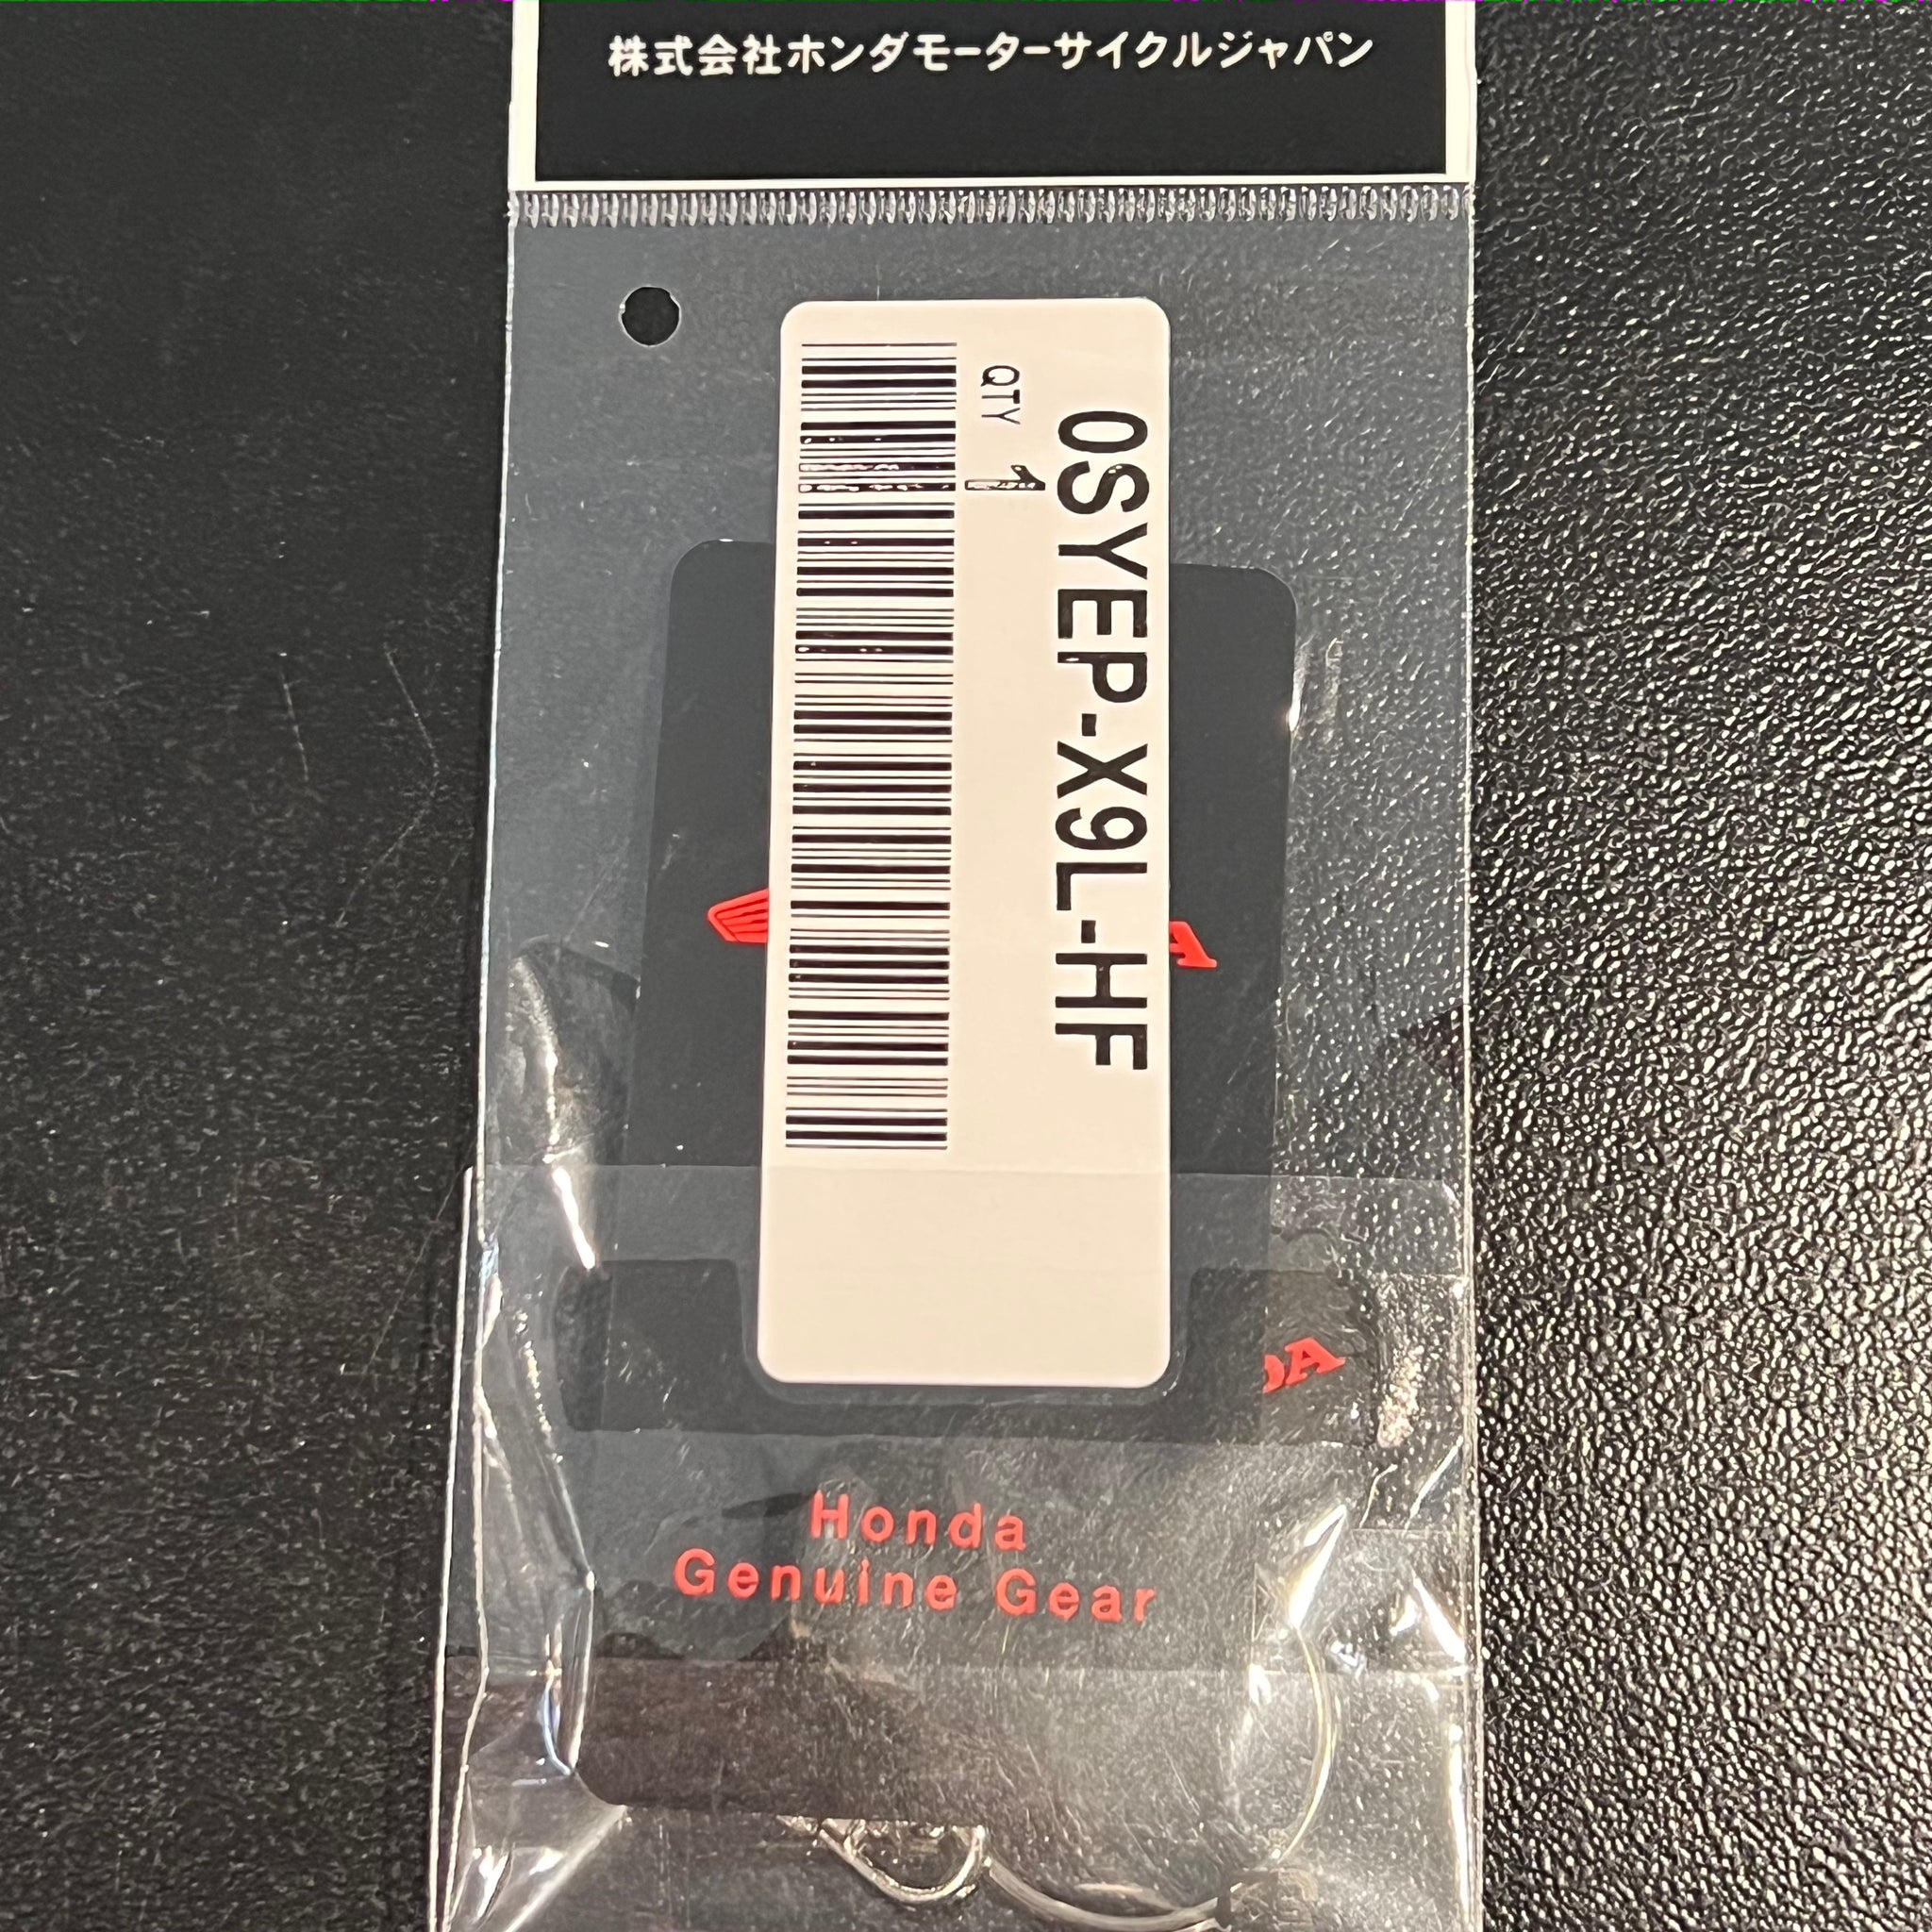 株式会社ホンダモーターサイクルジャパン
0SYEP-X9L-HF
QTY 1
A
DA
Honda
Genuine Gear